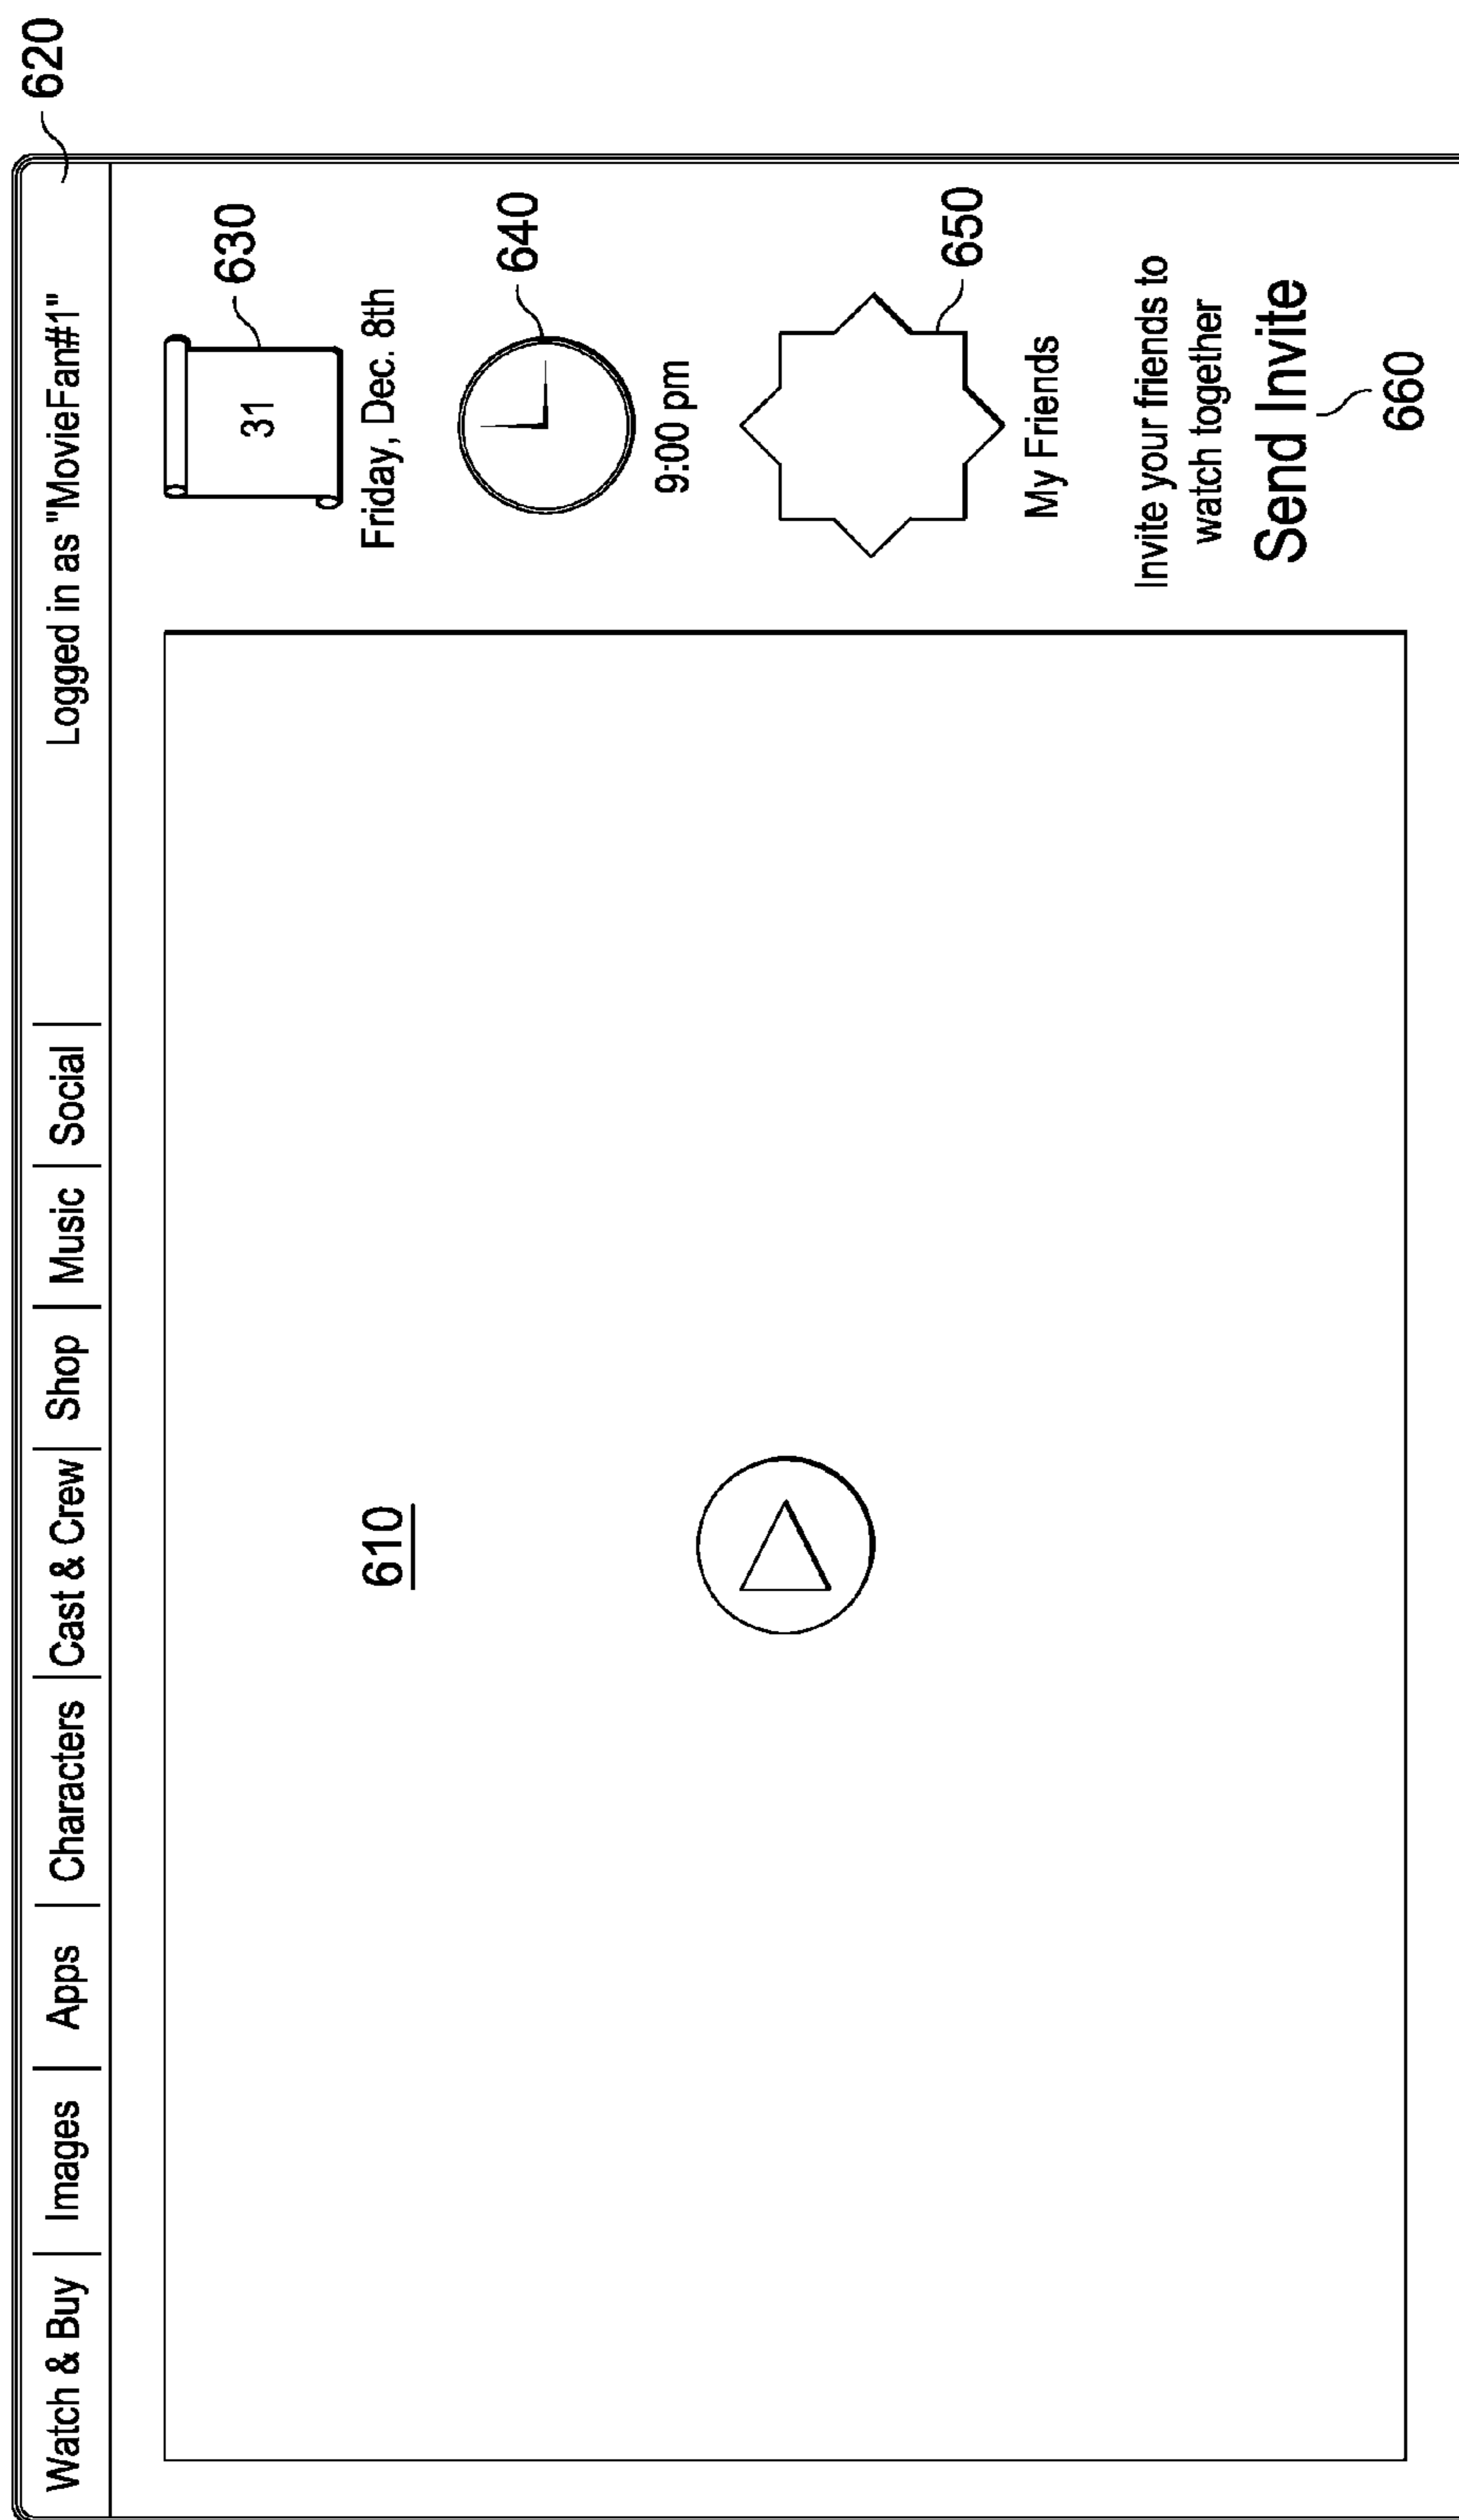 620
Watch & Buy | Images | Apps | Characters | Cast & Crew | Shop | Music | Social |
Logged in as "MovieFan#1"
31
630
Friday, Dec. 8th
640
9:00 pm
650
My Friends
Invite your friends to
watch together
Send Invite
660
610